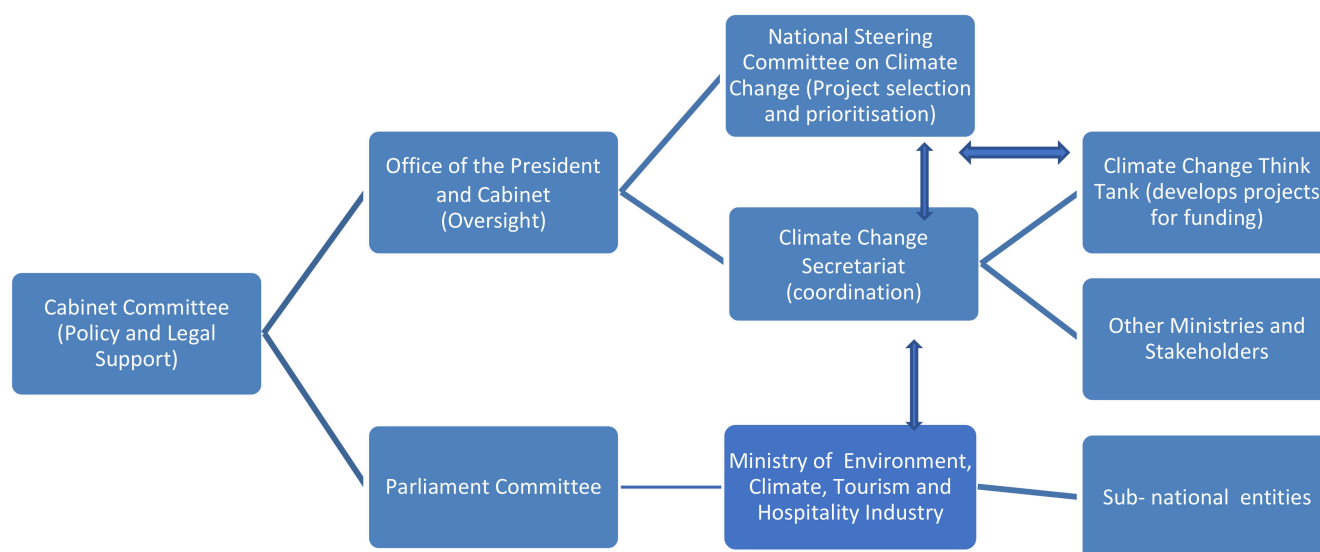 National Steering
Committee on Climate
Change (Project selection
and prioritisation)
Office of the President
and Cabinet
(Oversight)
Climate Change Think
Tank (develops projects
for funding)
Climate Change
Secretariat
(coordination)
Cabinet Committee
(Policy and Legal
Support)
Other Ministries and
Stakeholders
Parliament Committee
Ministry of  Environment,
Climate, Tourism and
Hospitality Industry
Sub- national  entities